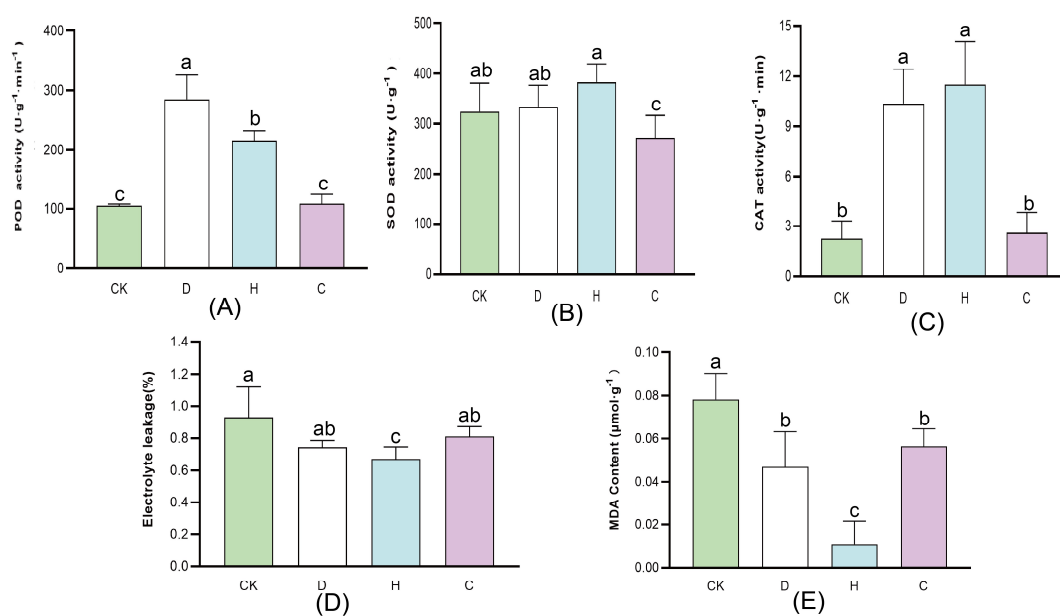 POD activity (U·g⁻¹·min⁻¹)
400
300
200
100
0
c
a
b
c
CK D H C
(A)
SOD activity (U·g⁻¹ )
500
400
300
200
100
0
ab
ab
a
c
CK D H C
(B)
CAT activity(U·g⁻¹ ·min)
15
12
9
6
3
0
b
a
a
b
CK D H C
(C)
Electrolyte leakage(%)
1.4
1.2
1.0
0.8
0.6
0.4
0.2
0.0
a
ab
c
ab
CK D H C
(D)
MDA Content (μmol·g⁻¹ )
0.10
0.08
0.06
0.04
0.02
0.00
a
b
c
b
CK D H C
(E)